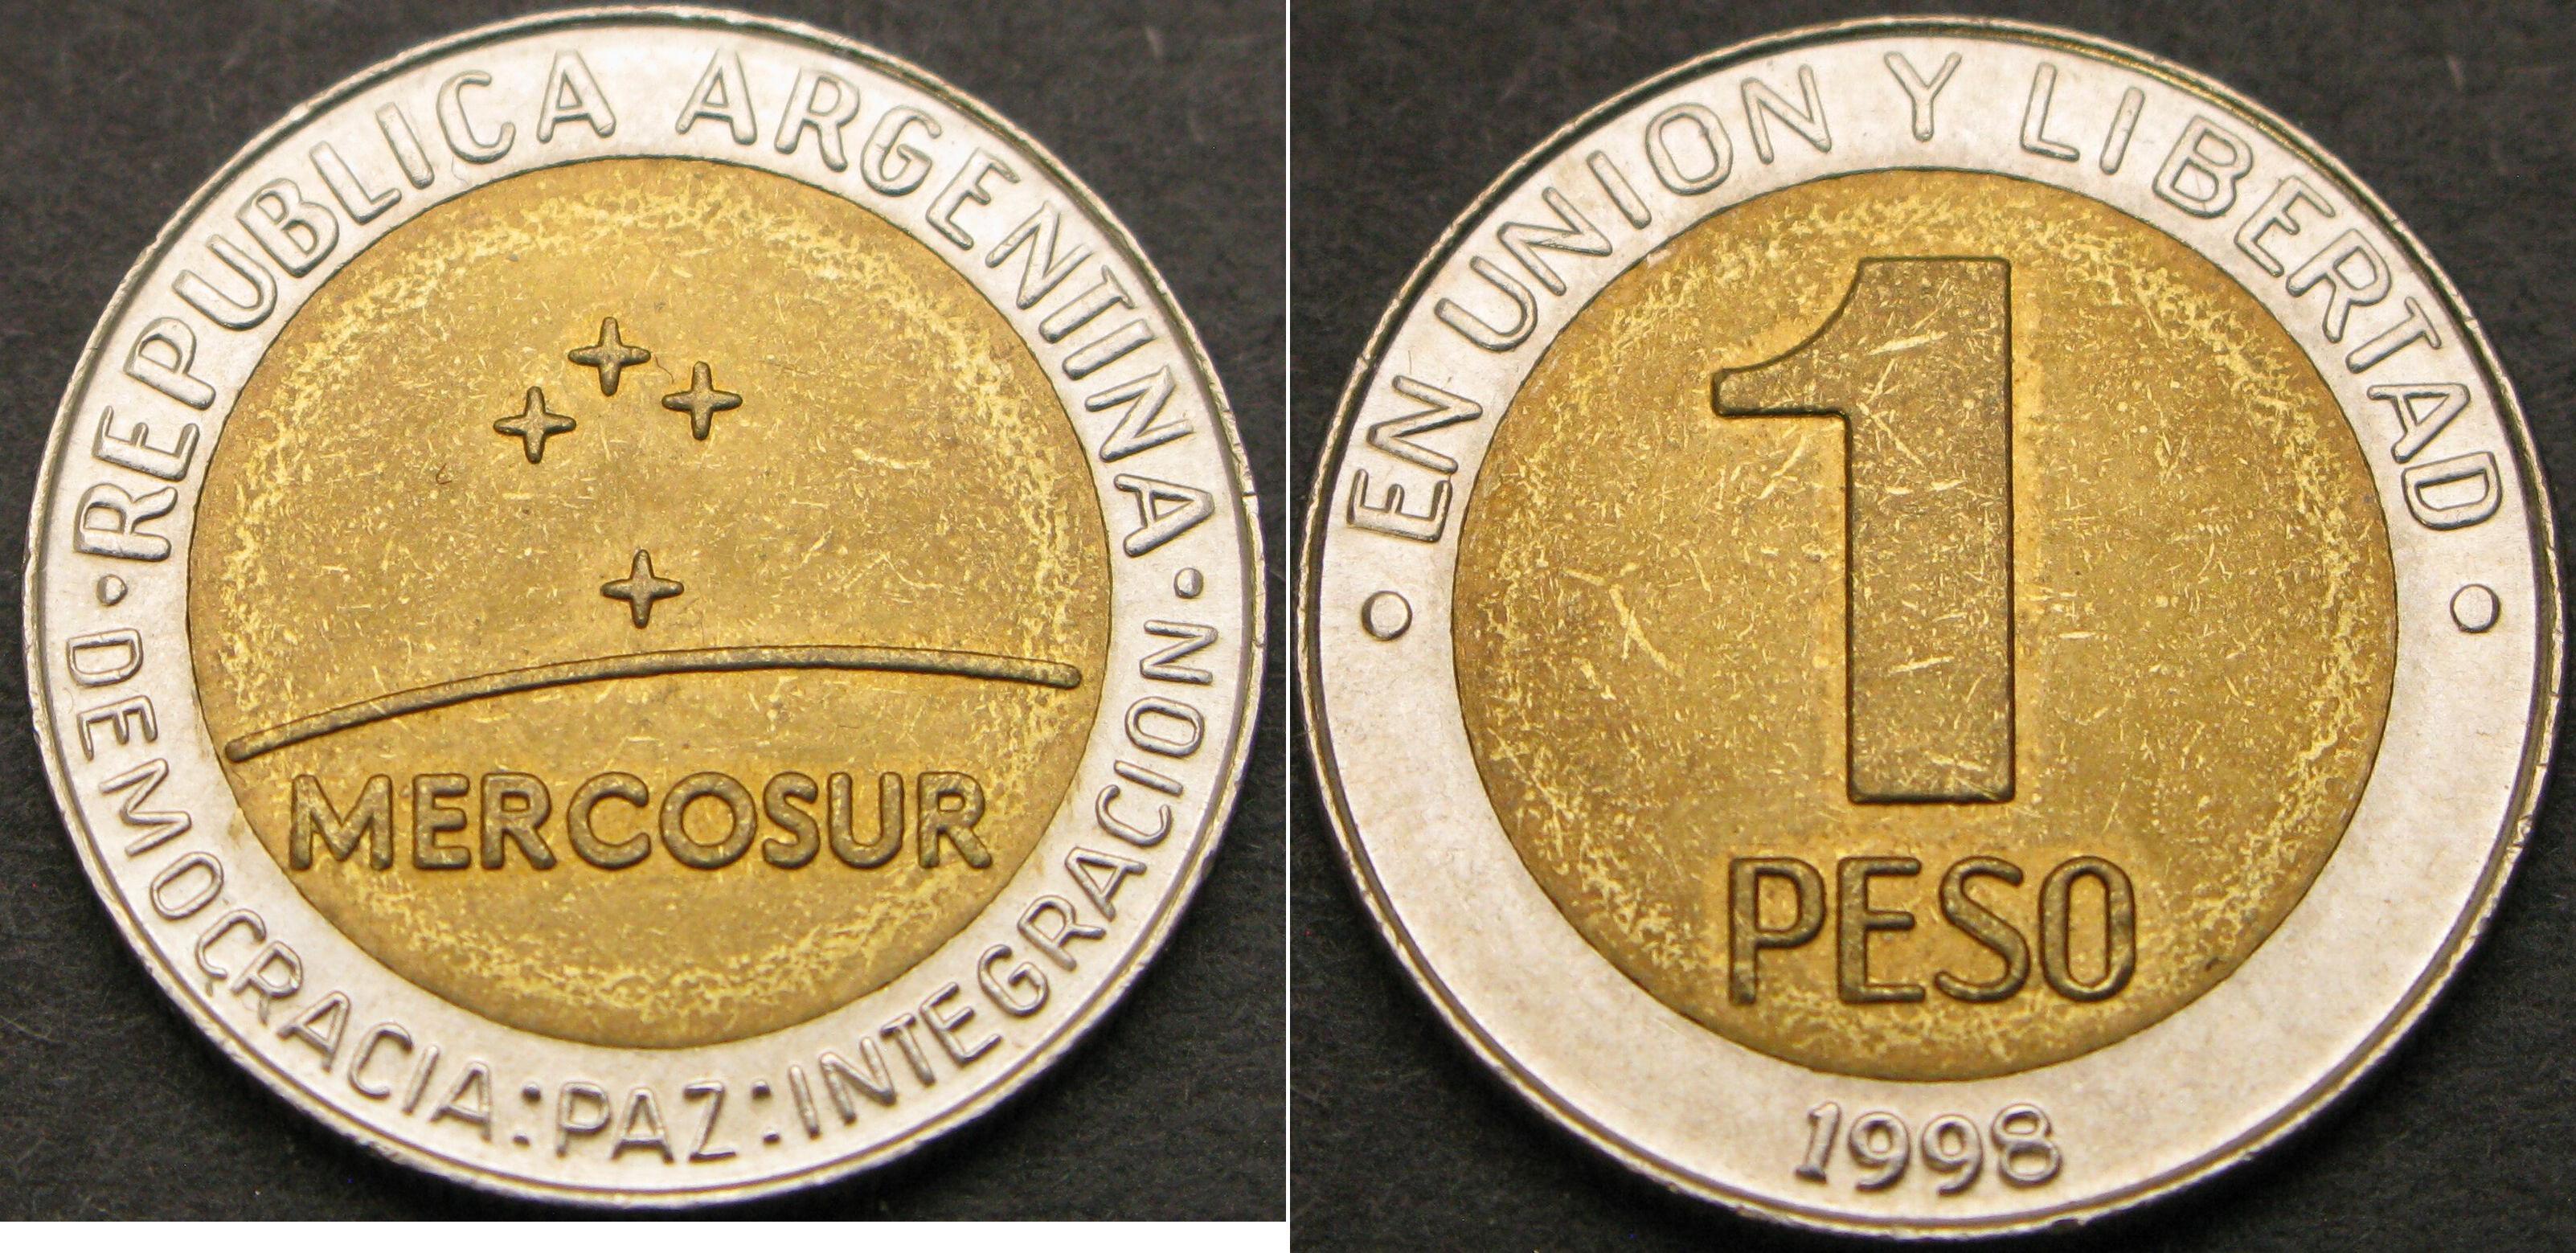 ·REPUBLICA ARGENTINA·
MERCOSUR
DEMOCRACIA:PAZ:INTEGRACION
• EN UNION Y LIBERTAD •
1
PESO
1998